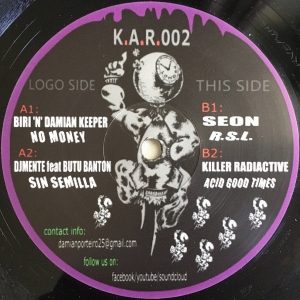 K.A.R.002
LOGO SIDE
THIS SIDE
A1:
BIRI 'N' DAMIAN KEEPER
NO MONEY
A2:
DJMENTE feat BUTU BANTON
SIN SEMILLA
B1:
SEON
R.S.L.
B2:
KILLER RADIACTIVE
ACID GOOD TIMES
contact info:
damianporteiro25@gmail.com
follow us on:
facebook/youtube/soundcloud